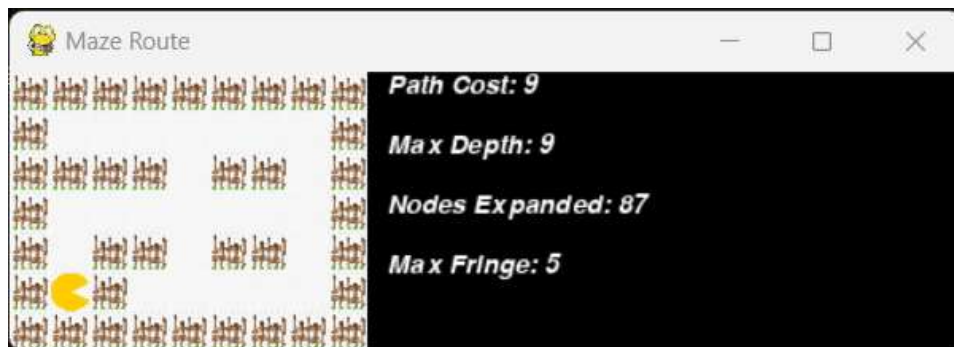 Maze Route
Path Cost: 9
Max Depth: 9
Nodes Expanded: 87
Max Fringe: 5